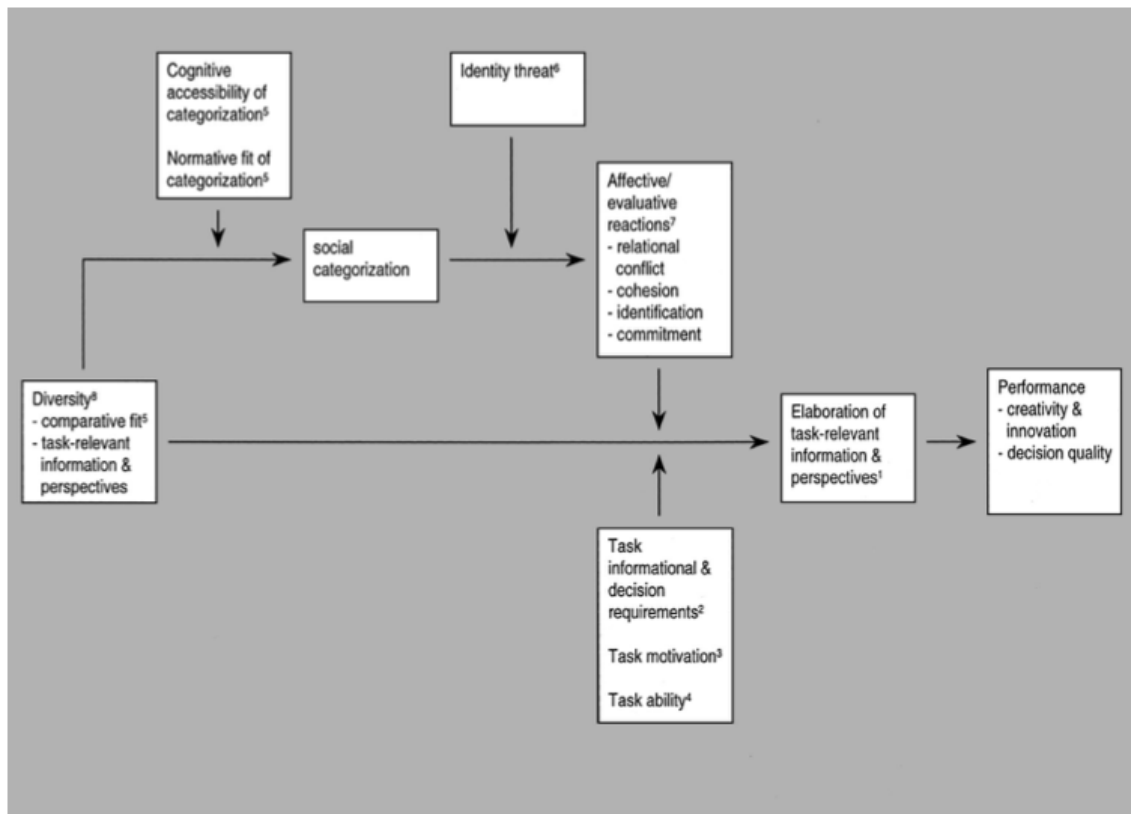 Cognitive
accessibility of
categorization⁵
Normative fit of
categorization⁵
Identity threat⁶
social
categorization
Affective/
evaluative
reactions⁷
- relational
conflict
- cohesion
- identification
- commitment
Diversity⁸
- comparative fit⁵
- task-relevant
information &
perspectives
Elaboration of
task-relevant
information &
perspectives¹
Performance
- creativity &
innovation
- decision quality
Task
informational &
decision
requirements²
Task motivation³
Task ability⁴